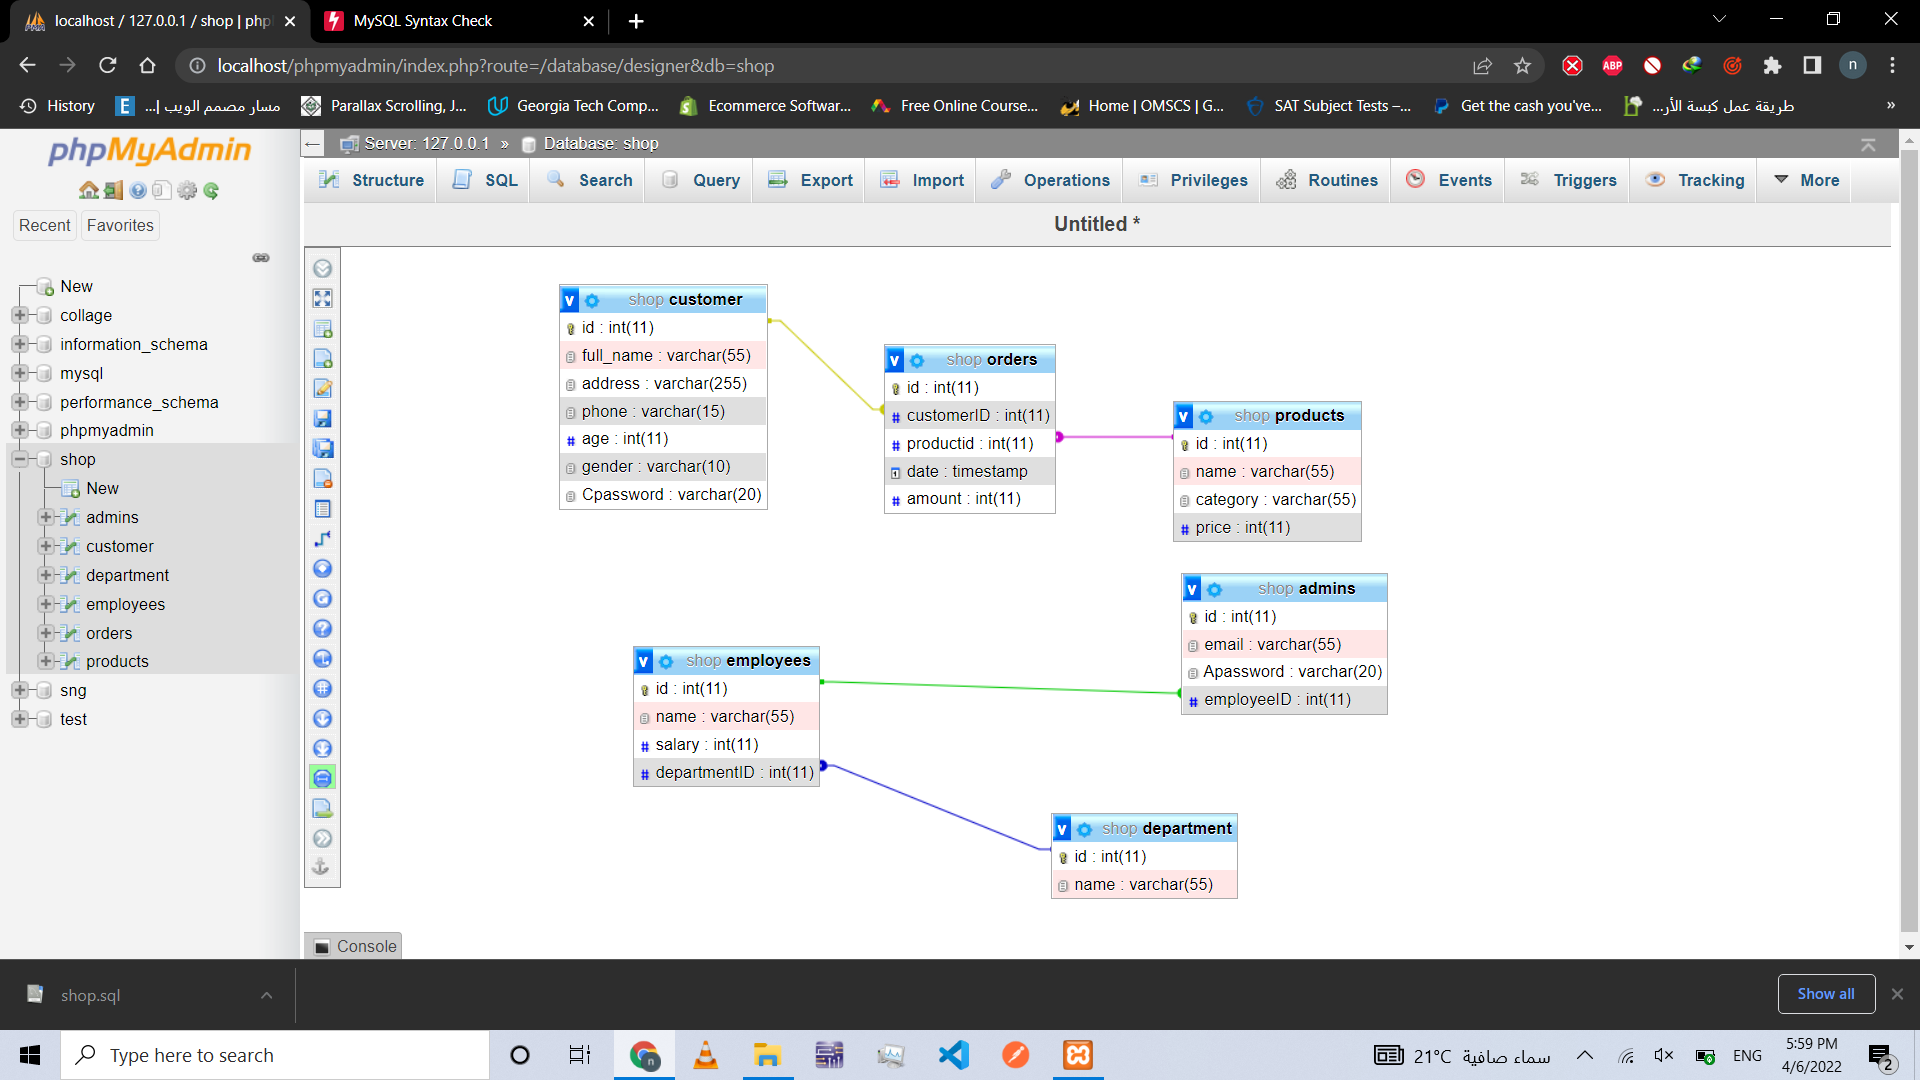 localhost / 127.0.0.1 / shop | php
MySQL Syntax Check
localhost/phpmyadmin/index.php?route=/database/designer&db=shop
ABP
n
History
E
مسار مصمم الويب |...
Parallax Scrolling, J...
Georgia Tech Comp...
Ecommerce Softwar...
Free Online Course...
Home | OMSCS | G...
SAT Subject Tests –...
Get the cash you've...
طريقة عمل كبسة الأر...
»
phpMyAdmin
Recent
Favorites
New
collage
information_schema
mysql
performance_schema
phpmyadmin
shop
New
admins
customer
department
employees
orders
products
sng
test
Server: 127.0.0.1 » Database: shop
Structure
SQL
Search
Query
Export
Import
Operations
Privileges
Routines
Events
Triggers
Tracking
More
Untitled *
v shop customer
id : int(11)
full_name : varchar(55)
address : varchar(255)
phone : varchar(15)
# age : int(11)
gender : varchar(10)
Cpassword : varchar(20)
v shop orders
id : int(11)
# customerID : int(11)
# productid : int(11)
date : timestamp
# amount : int(11)
v shop products
id : int(11)
name : varchar(55)
category : varchar(55)
# price : int(11)
v shop admins
id : int(11)
email : varchar(55)
Apassword : varchar(20)
# employeeID : int(11)
v shop employees
id : int(11)
name : varchar(55)
# salary : int(11)
# departmentID : int(11)
v shop department
id : int(11)
name : varchar(55)
Console
shop.sql
Show all
Type here to search
n
21°C سماء صافية
ENG
5:59 PM
4/6/2022
2